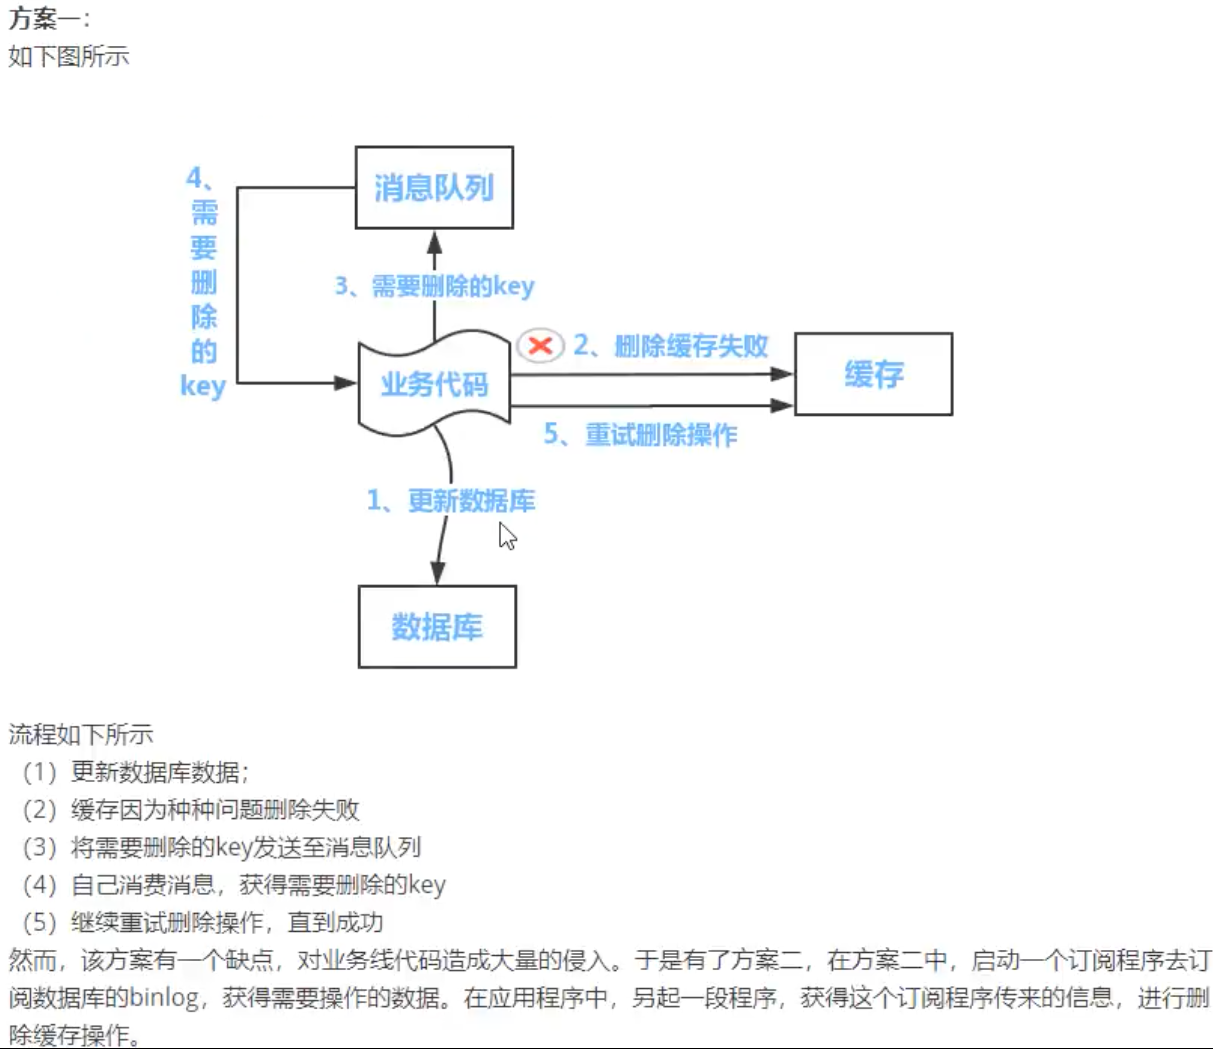 方案一：
如下图所示
消息队列
4、需要删除的key
3、需要删除的key
2、删除缓存失败
业务代码
缓存
5、重试删除操作
1、更新数据库
数据库
流程如下所示
（1）更新数据库数据；
（2）缓存因为种种问题删除失败
（3）将需要删除的key发送至消息队列
（4）自己消费消息，获得需要删除的key
（5）继续重试删除操作，直到成功
然而，该方案有一个缺点，对业务线代码造成大量的侵入。于是有了方案二，在方案二中，启动一个订阅程序去订
阅数据库的binlog，获得需要操作的数据。在应用程序中，另起一段程序，获得这个订阅程序传来的信息，进行删
除缓存操作。